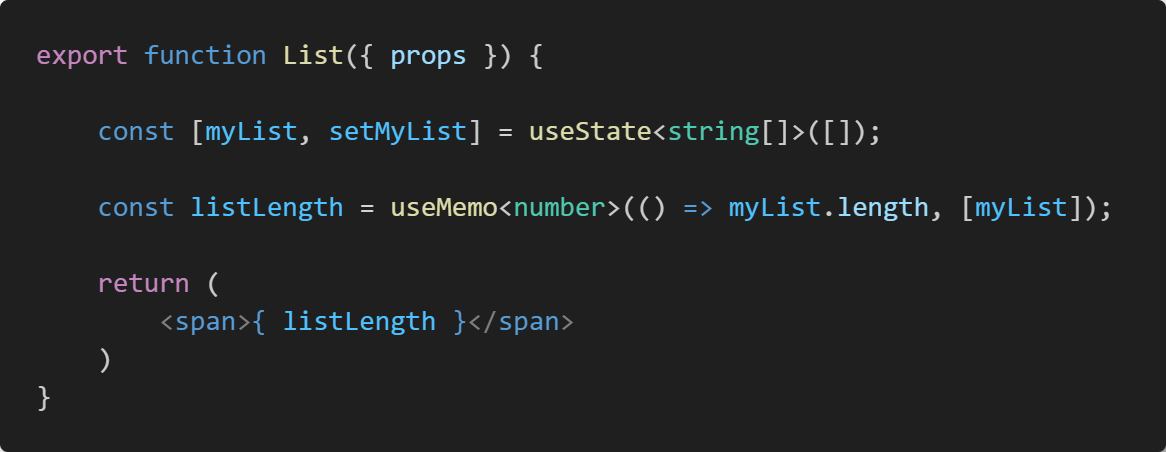 export function List({ props }) {
const [myList, setMyList] = useState<string[]>([]);
const listLength = useMemo<number>(() => myList.length, [myList]);
return (
<span>{ listLength }</span>
)
}